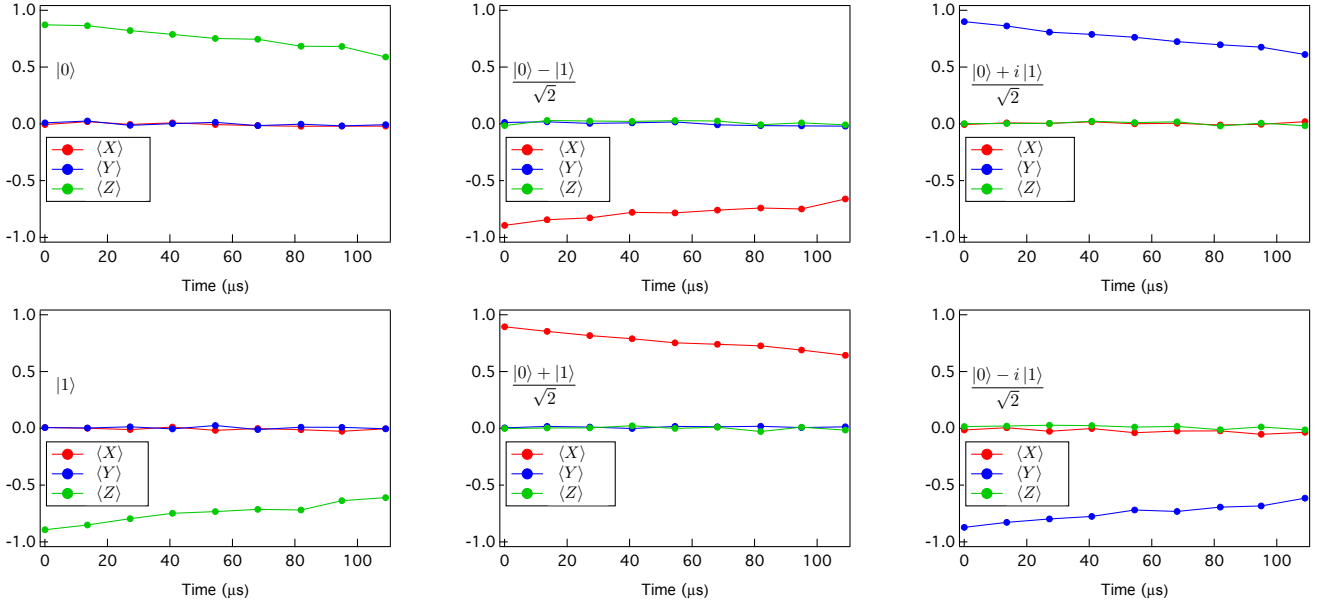 1.0
0.5
0.0
-0.5
-1.0
|0⟩
⟨X⟩
⟨Y⟩
⟨Z⟩
0 20 40 60 80 100
Time (μs)
1.0
0.5
0.0
-0.5
-1.0
|0⟩ − |1⟩
√2
⟨X⟩
⟨Y⟩
⟨Z⟩
0 20 40 60 80 100
Time (μs)
1.0
0.5
0.0
-0.5
-1.0
|0⟩ + i |1⟩
√2
⟨X⟩
⟨Y⟩
⟨Z⟩
0 20 40 60 80 100
Time (μs)
1.0
0.5
0.0
-0.5
-1.0
|1⟩
⟨X⟩
⟨Y⟩
⟨Z⟩
0 20 40 60 80 100
Time (μs)
1.0
0.5
0.0
-0.5
-1.0
|0⟩ + |1⟩
√2
⟨X⟩
⟨Y⟩
⟨Z⟩
0 20 40 60 80 100
Time (μs)
1.0
0.5
0.0
-0.5
-1.0
|0⟩ − i |1⟩
√2
⟨X⟩
⟨Y⟩
⟨Z⟩
0 20 40 60 80 100
Time (μs)